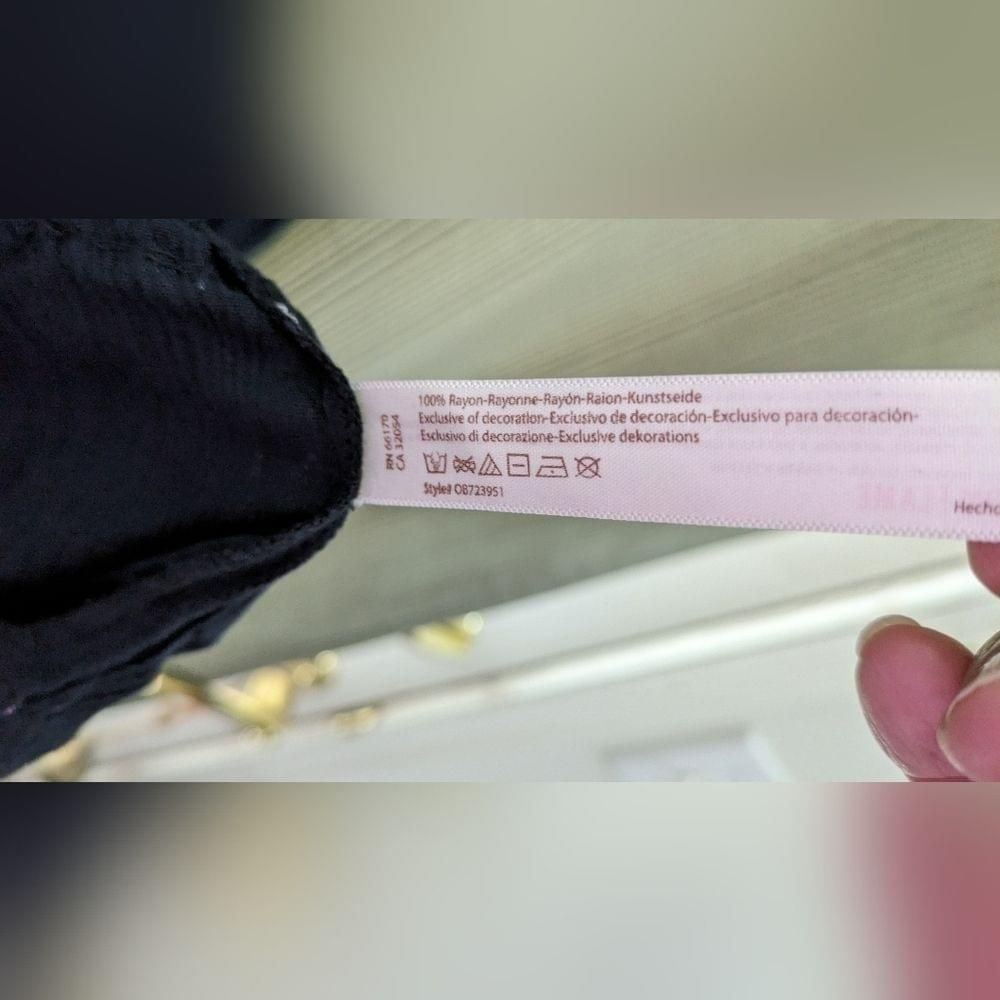 RN 66170
CA 32054
100% Rayon-Rayonne-Rayón-Raion-Kunstseide
Exclusive of decoration-Exclusivo de decoración-Exclusivo para decoración-
Esclusivo di decorazione-Exclusive dekorations
Style# OB723951
Hecho